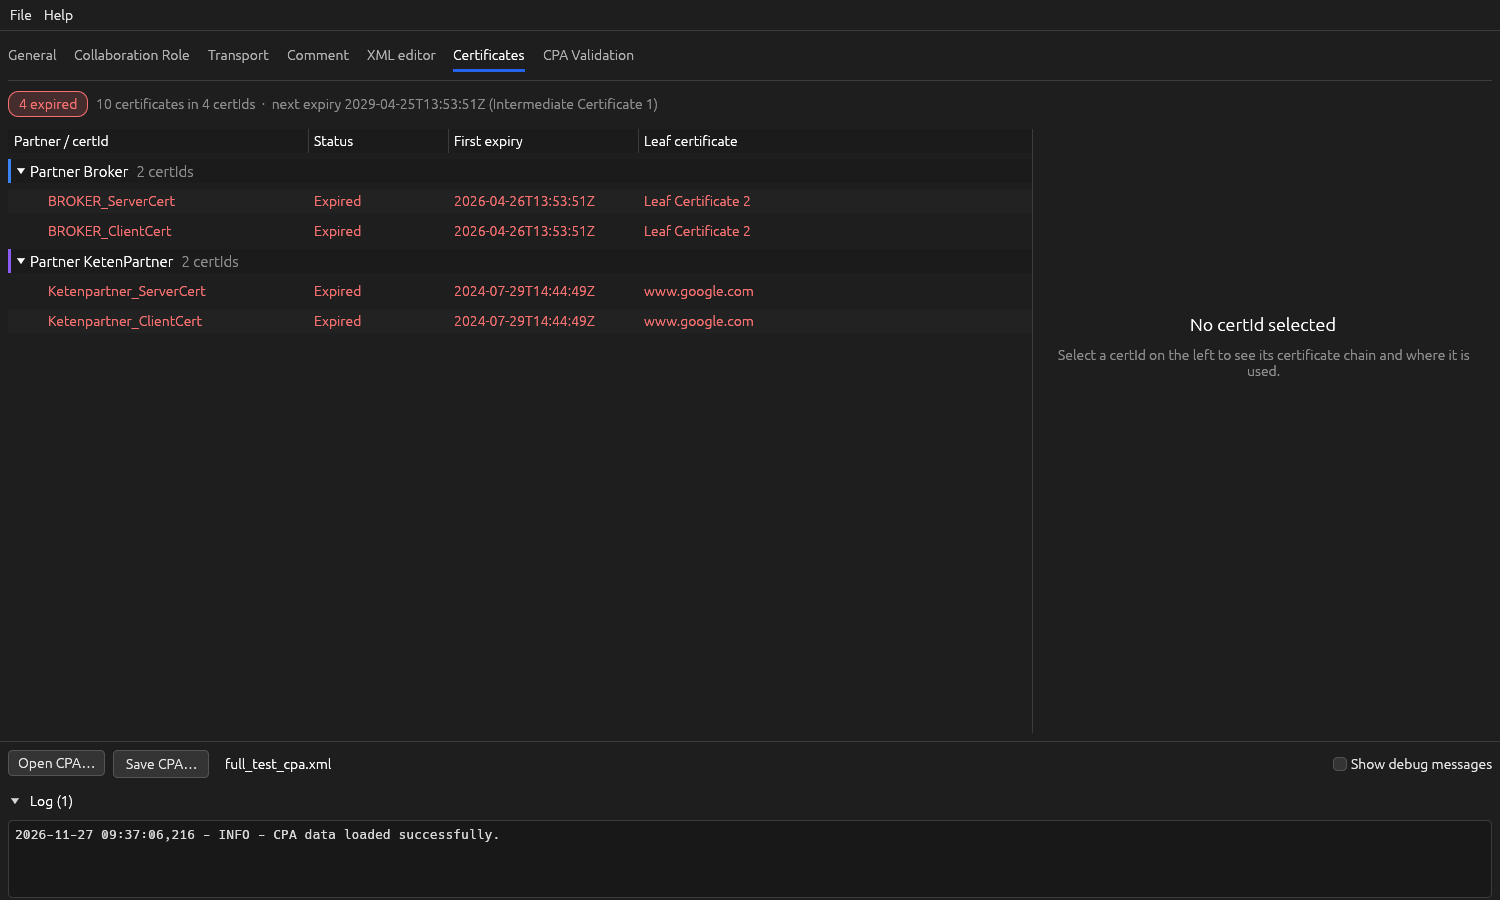 File Help
General Collaboration Role Transport Comment XML editor Certificates CPA Validation
4 expired 10 certificates in 4 certIds · next expiry 2029-04-25T13:53:51Z (Intermediate Certificate 1)
Partner / certId Status First expiry Leaf certificate
Partner Broker 2 certIds
BROKER_ServerCert Expired 2026-04-26T13:53:51Z Leaf Certificate 2
BROKER_ClientCert Expired 2026-04-26T13:53:51Z Leaf Certificate 2
Partner KetenPartner 2 certIds
Ketenpartner_ServerCert Expired 2024-07-29T14:44:49Z www.google.com
Ketenpartner_ClientCert Expired 2024-07-29T14:44:49Z www.google.com
No certId selected
Select a certId on the left to see its certificate chain and where it is
used.
Open CPA... Save CPA... full_test_cpa.xml Show debug messages
Log (1)
2026-11-27 09:37:06,216 - INFO - CPA data loaded successfully.